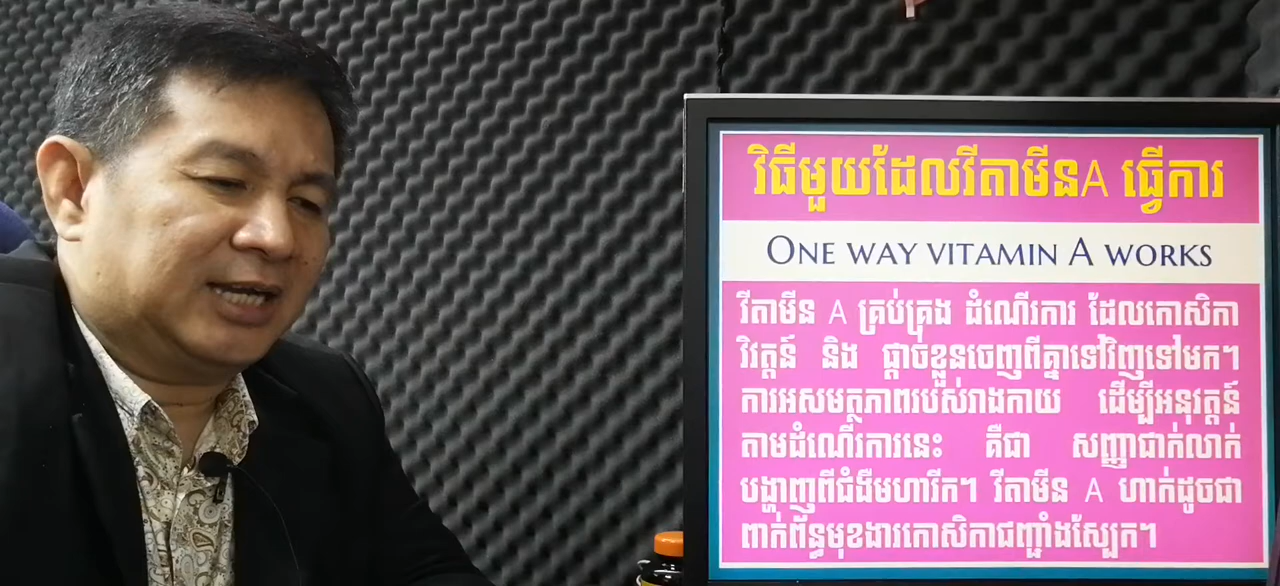 វិធីមួយដែលវីតាមីនA ធ្វើការ
ONE WAY VITAMIN A WORKS
វីតាមីន A គ្រប់គ្រង ដំណើរការ ដែលកោសិកា
វិវត្តន៍ និង ផ្តាច់ខ្លួនចេញពីគ្នាទៅវិញទៅមក។
ការអសមត្ថភាពរបស់រាងកាយ ដើម្បីអនុវត្តន៍
តាមដំណើរការនេះ គឺជា សញ្ញាជាក់លាក់
បង្ហាញពីជំងឺមហារីក។ វីតាមីន A ហាក់ដូចជា
ពាក់ព័ន្ធមុខងារកោសិកាជញ្ជាំងស្បែក។